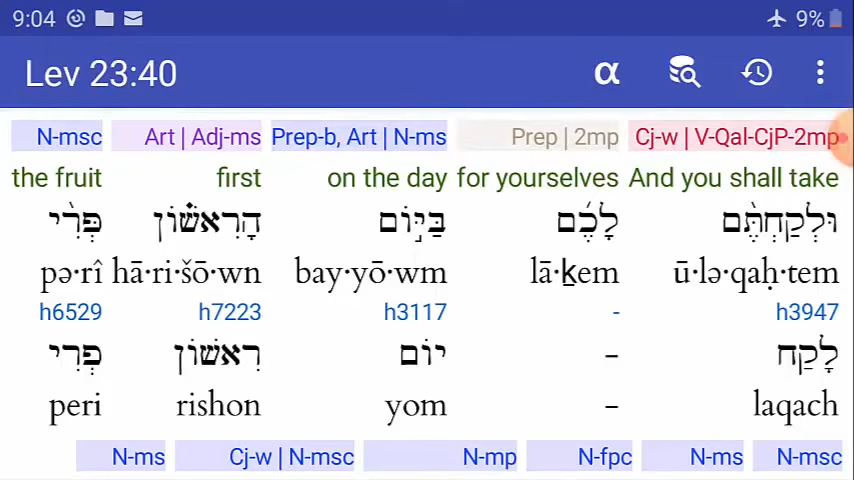 9:04 9%
Lev 23:40 α
N-msc Art | Adj-ms Prep-b, Art | N-ms Prep | 2mp Cj-w | V-Qal-CjP-2mp
the fruit first on the day for yourselves And you shall take
וּלְקַחְתֶּ֨ם לָכֶ֜ם בַּיּ֣וֹם הָרִאשׁ֗וֹן פְּרִ֨י
pə·rî hā·ri·šō·wn bay·yō·wm lā·ḵem ū·lə·qaḥ·tem
h6529 h7223 h3117 - h3947
לָקַח – יוֹם רִאשׁוֹן פְּרִי
peri rishon yom – laqach
N-ms Cj-w | N-msc N-mp N-fpc N-ms N-msc